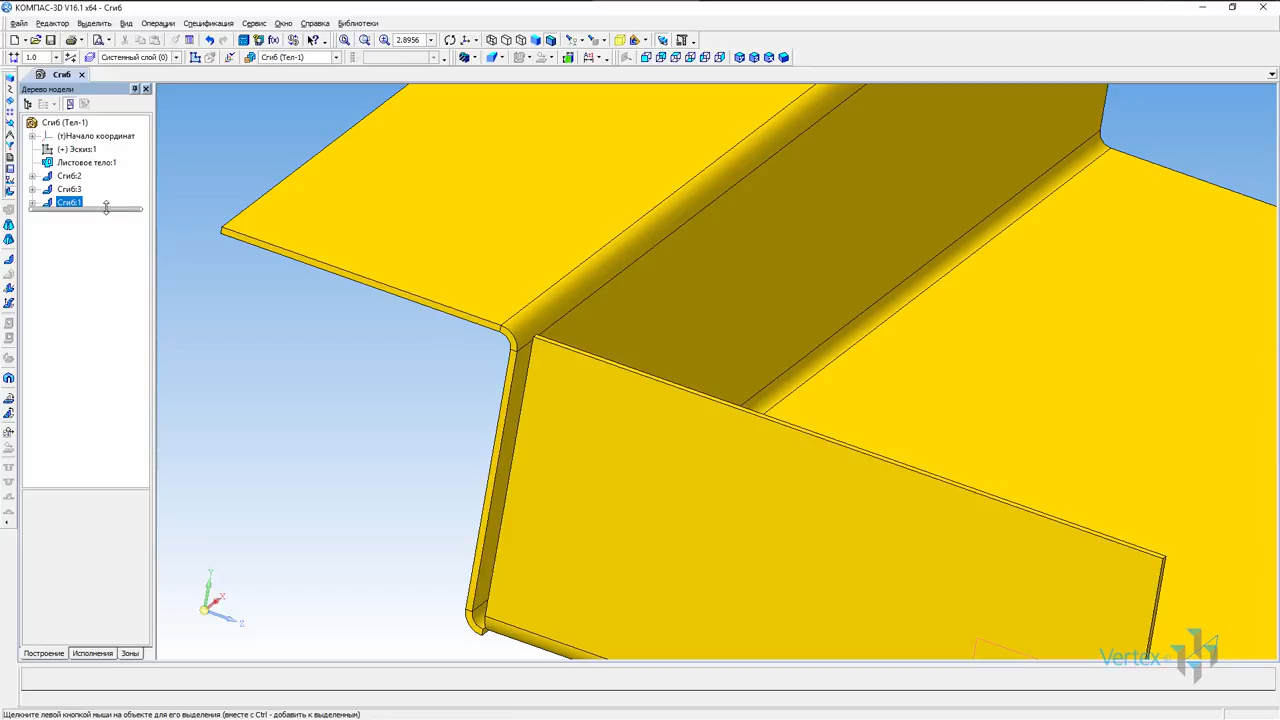 КОМПАС-3D V16.1 x64 - Сгиб
Файл Редактор Выделить Вид Операции Спецификация Сервис Окно Справка Библиотеки
2.8956
1.0 Системный слой (0) Сгиб (Тел-1)
Сгиб
Дерево модели
Сгиб (Тел-1)
(т)Начало координат
(+) Эскиз:1
Листовое тело:1
Сгиб:2
Сгиб:3
Сгиб:1
Y
X
Z
Vertex
Построение Исполнения Зоны
Щелкните левой кнопкой мыши на объекте для его выделения (вместе с Ctrl - добавить к выделенным)